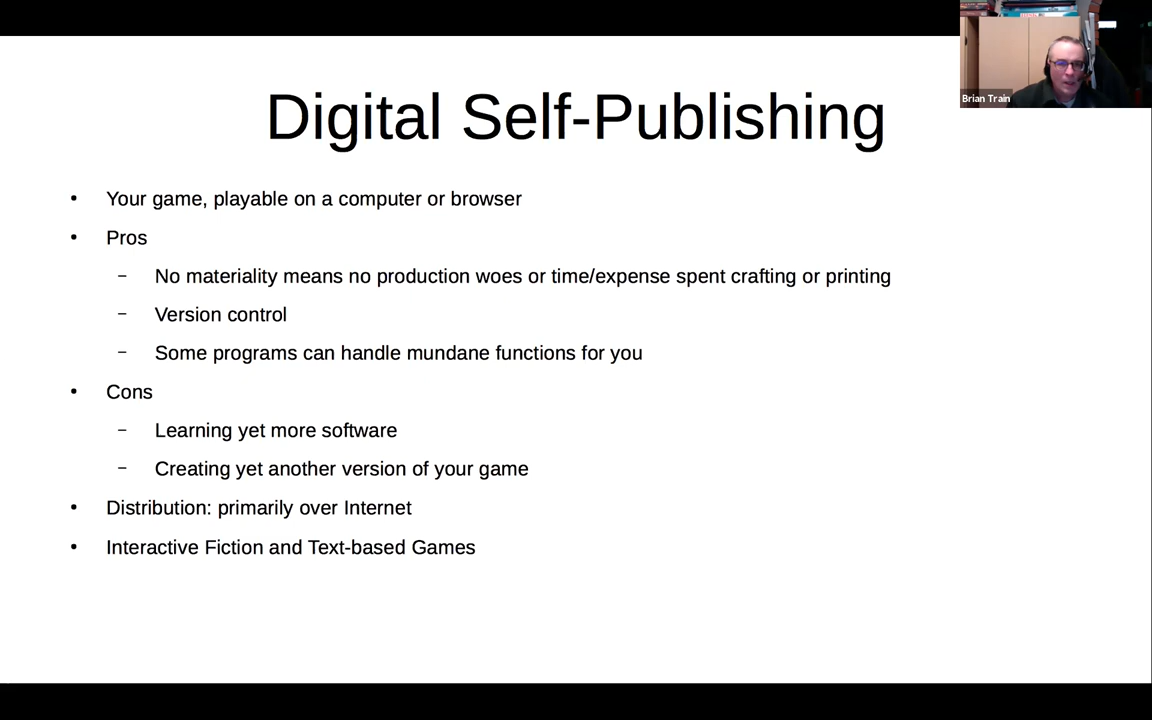 Digital Self-Publishing
Brian Train
• Your game, playable on a computer or browser
• Pros
– No materiality means no production woes or time/expense spent crafting or printing
– Version control
– Some programs can handle mundane functions for you
• Cons
– Learning yet more software
– Creating yet another version of your game
• Distribution: primarily over Internet
• Interactive Fiction and Text-based Games